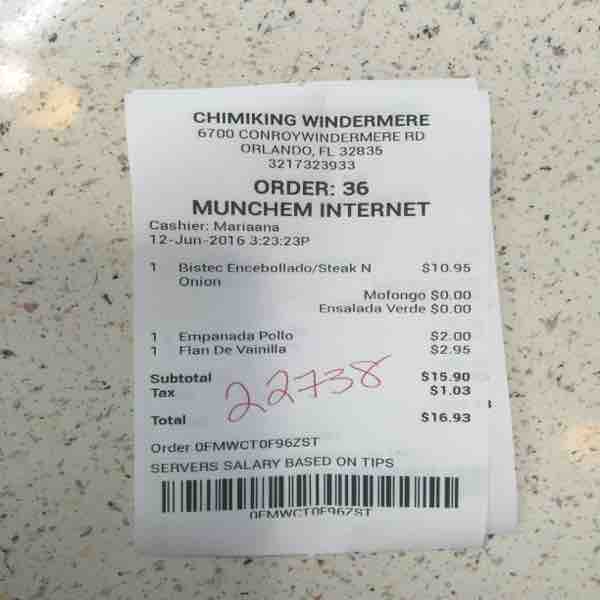 CHIMIKING WINDERMERE
6700 CONROYWINDERMERE RD
ORLANDO, FL 32835
3217323933
ORDER: 36
MUNCHEM INTERNET
Cashier: Mariaana
12-Jun-2016 3:23:23P
1 Bistec Encebollado/Steak N $10.95
Onion
Mofongo $0.00
Ensalada Verde $0.00
1 Empanada Pollo $2.00
1 Flan De Vainilla $2.95
Subtotal $15.90
Tax $1.03
22738
Total $16.93
Order 0FMWCT0F96ZST
SERVERS SALARY BASED ON TIPS
0FMWCT0F96ZST